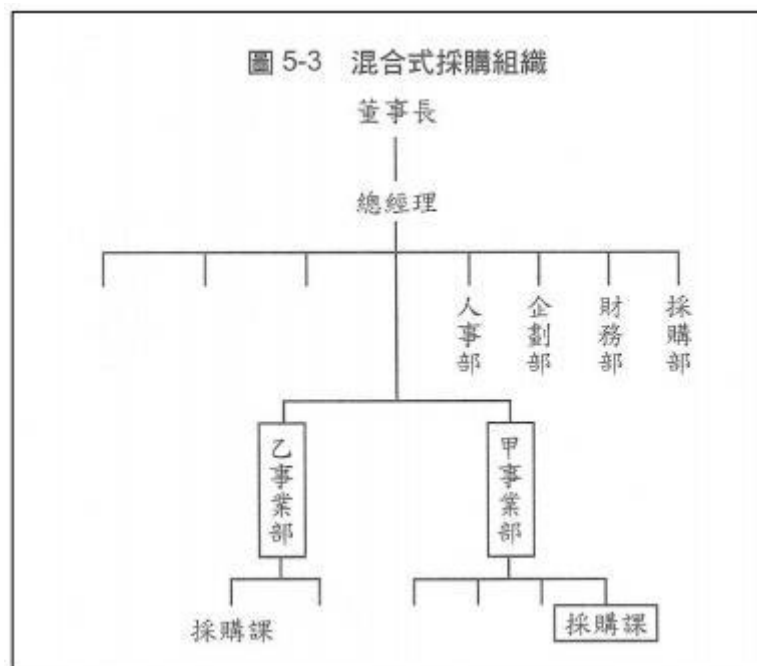 圖 5-3 混合式採購組織
董事長
總經理
人事部
企劃部
財務部
採購部
乙事業部
甲事業部
採購課
採購課